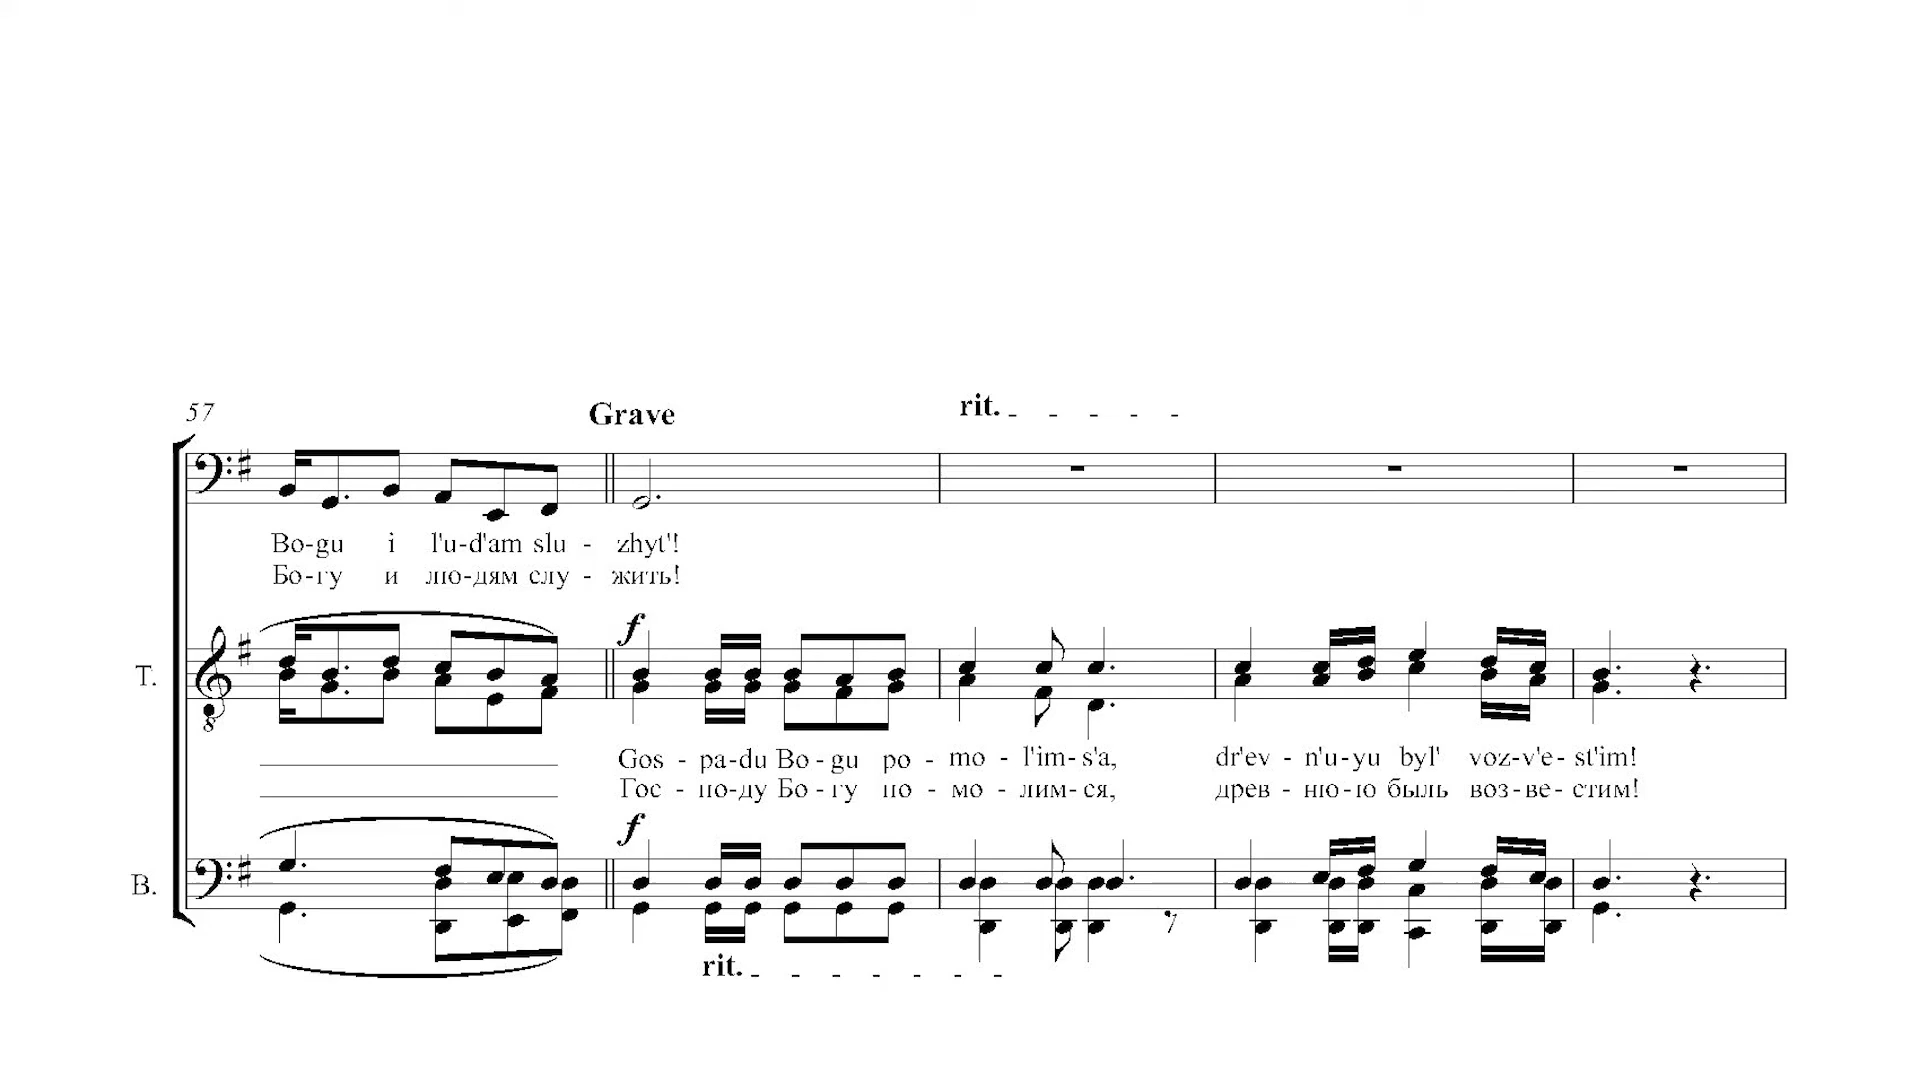 57
Grave
rit. - - - - -
Bo-gu i l'u-d'am slu - zhyt'!
Бо-гу и лю-дям слу - жить!
f
T.
8
Gos - pa-du Bo - gu po - mo - l'im-s'a, dr'ev - n'u-yu byl' voz-v'e- st'im!
Гос - по-ду Бо-гу по - мо - лим-ся, древ - ню-ю быль воз-ве- стим!
f
B.
rit. - - - - - - -